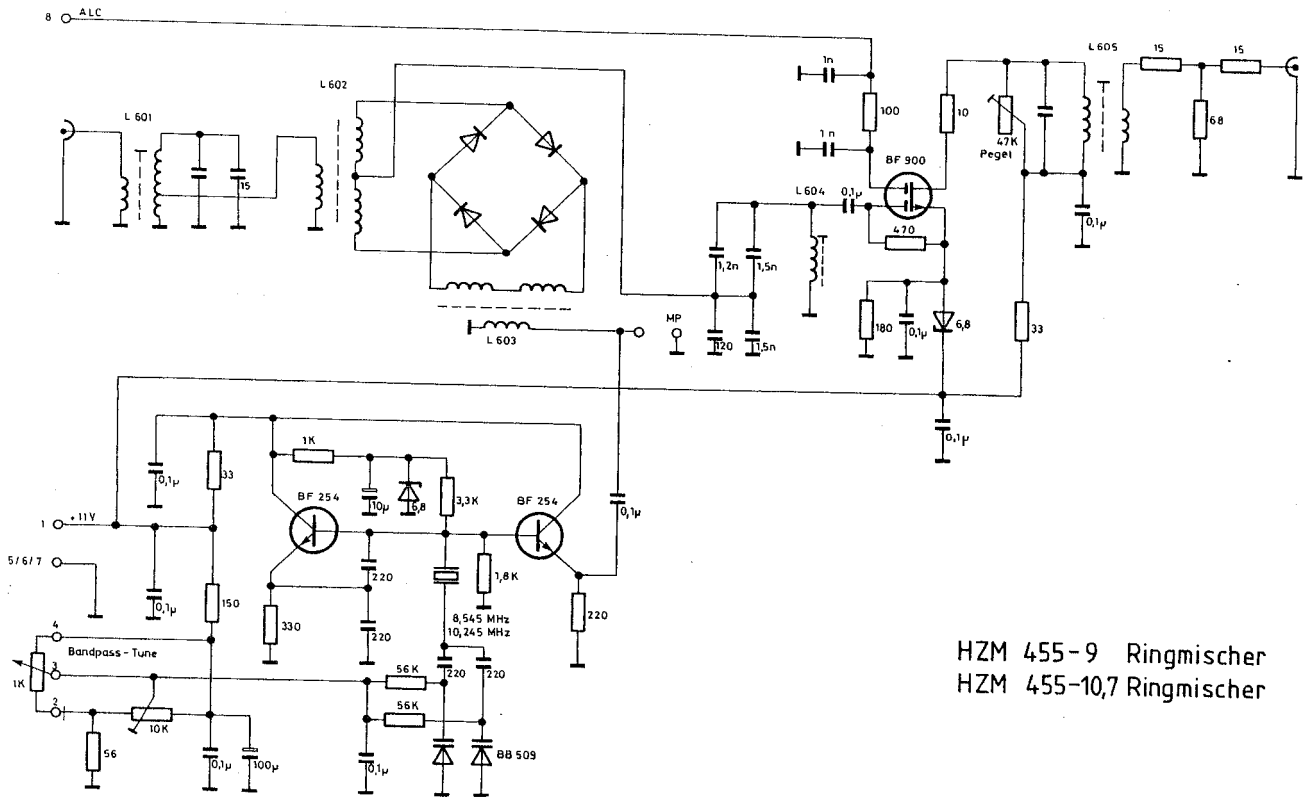 8 ALC
L 601
15
L 602
L 603
MP
1n
1n
100
10
BF 900
47K
Pegel
L 605
15
15
68
0,1µ
L 604
0,1µ
470
1,2n
1,5n
120
1,5n
180
0,1µ
6,8
33
0,1µ
0,1µ
33
1K
10µ
6,8
3,3K
BF 254
BF 254
0,1µ
1 +11V
5/6/7
0,1µ
150
330
220
220
1,8K
8,545 MHz
10,245 MHz
220
4
Bandpass-Tune
3
1K
2
10K
56
0,1µ
100µ
56K
56K
220
220
0,1µ
BB 509
HZM 455-9 Ringmischer
HZM 455-10,7 Ringmischer